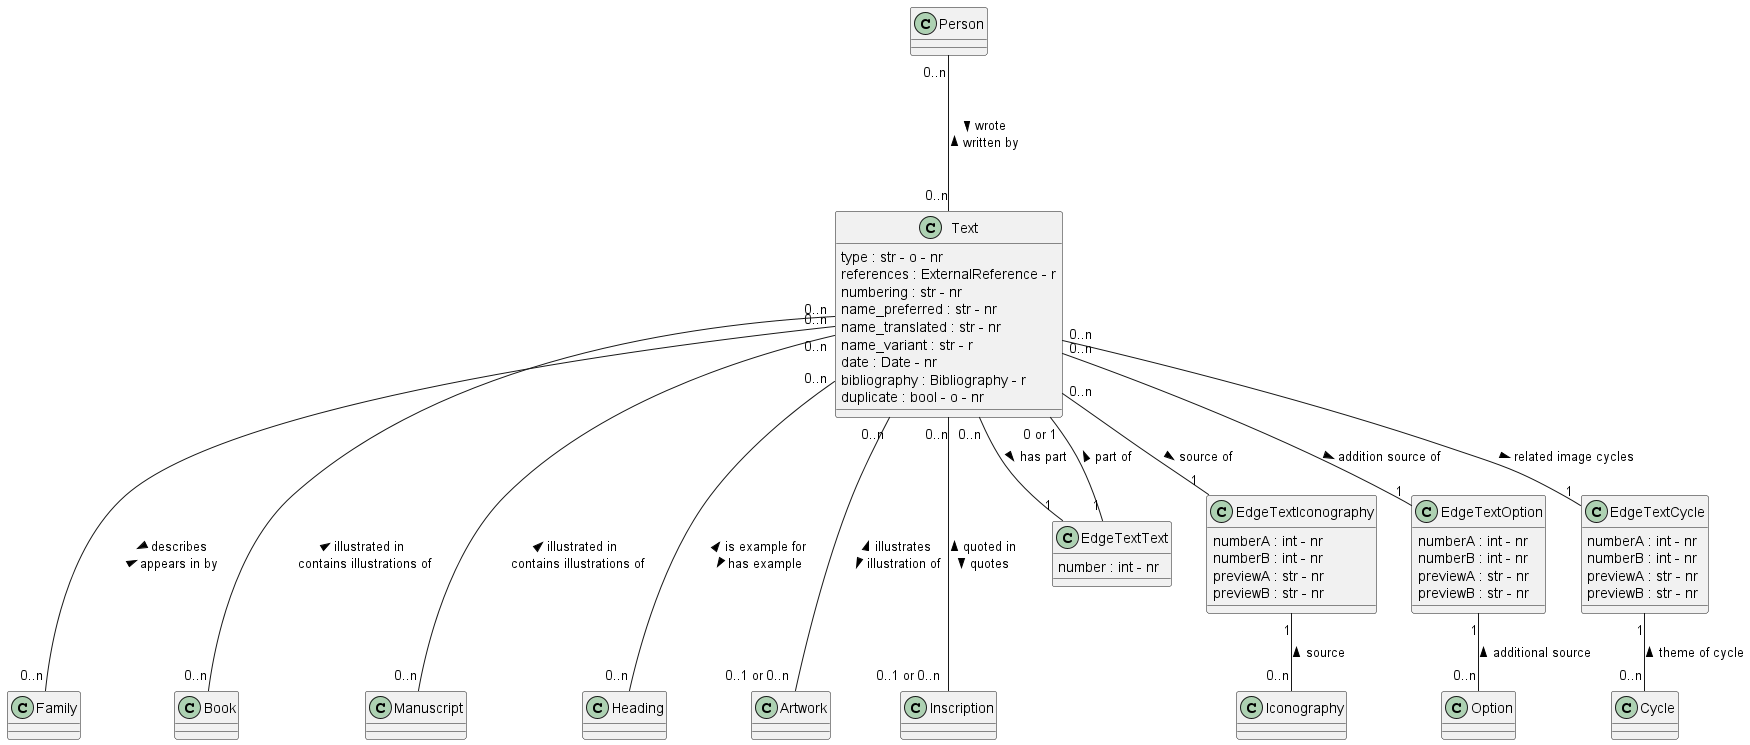 C Person
0..n
wrote
written by
0..n
C Text
type : str - o - nr
references : ExternalReference - r
numbering : str - nr
name_preferred : str - nr
name_translated : str - nr
name_variant : str - r
date : Date - nr
bibliography : Bibliography - r
duplicate : bool - o - nr
0..n
0..n
0..n
0..n
0..n
0..n
0..n
0..n
0..n
0..n
0 or 1
has part
part of
source of
addition source of
related image cycles
1
1
1
1
1
C EdgeTextText
number : int - nr
C EdgeTextIconography
numberA : int - nr
numberB : int - nr
previewA : str - nr
previewB : str - nr
C EdgeTextOption
numberA : int - nr
numberB : int - nr
previewA : str - nr
previewB : str - nr
C EdgeTextCycle
numberA : int - nr
numberB : int - nr
previewA : str - nr
previewB : str - nr
describes
appears in by
illustrated in
contains illustrations of
illustrated in
contains illustrations of
is example for
has example
illustrates
illustration of
quoted in
quotes
1
source
0..n
1
additional source
0..n
1
theme of cycle
0..n
0..n
0..n
0..n
0..n
0..1 or 0..n
0..1 or 0..n
C Family
C Book
C Manuscript
C Heading
C Artwork
C Inscription
C Iconography
C Option
C Cycle